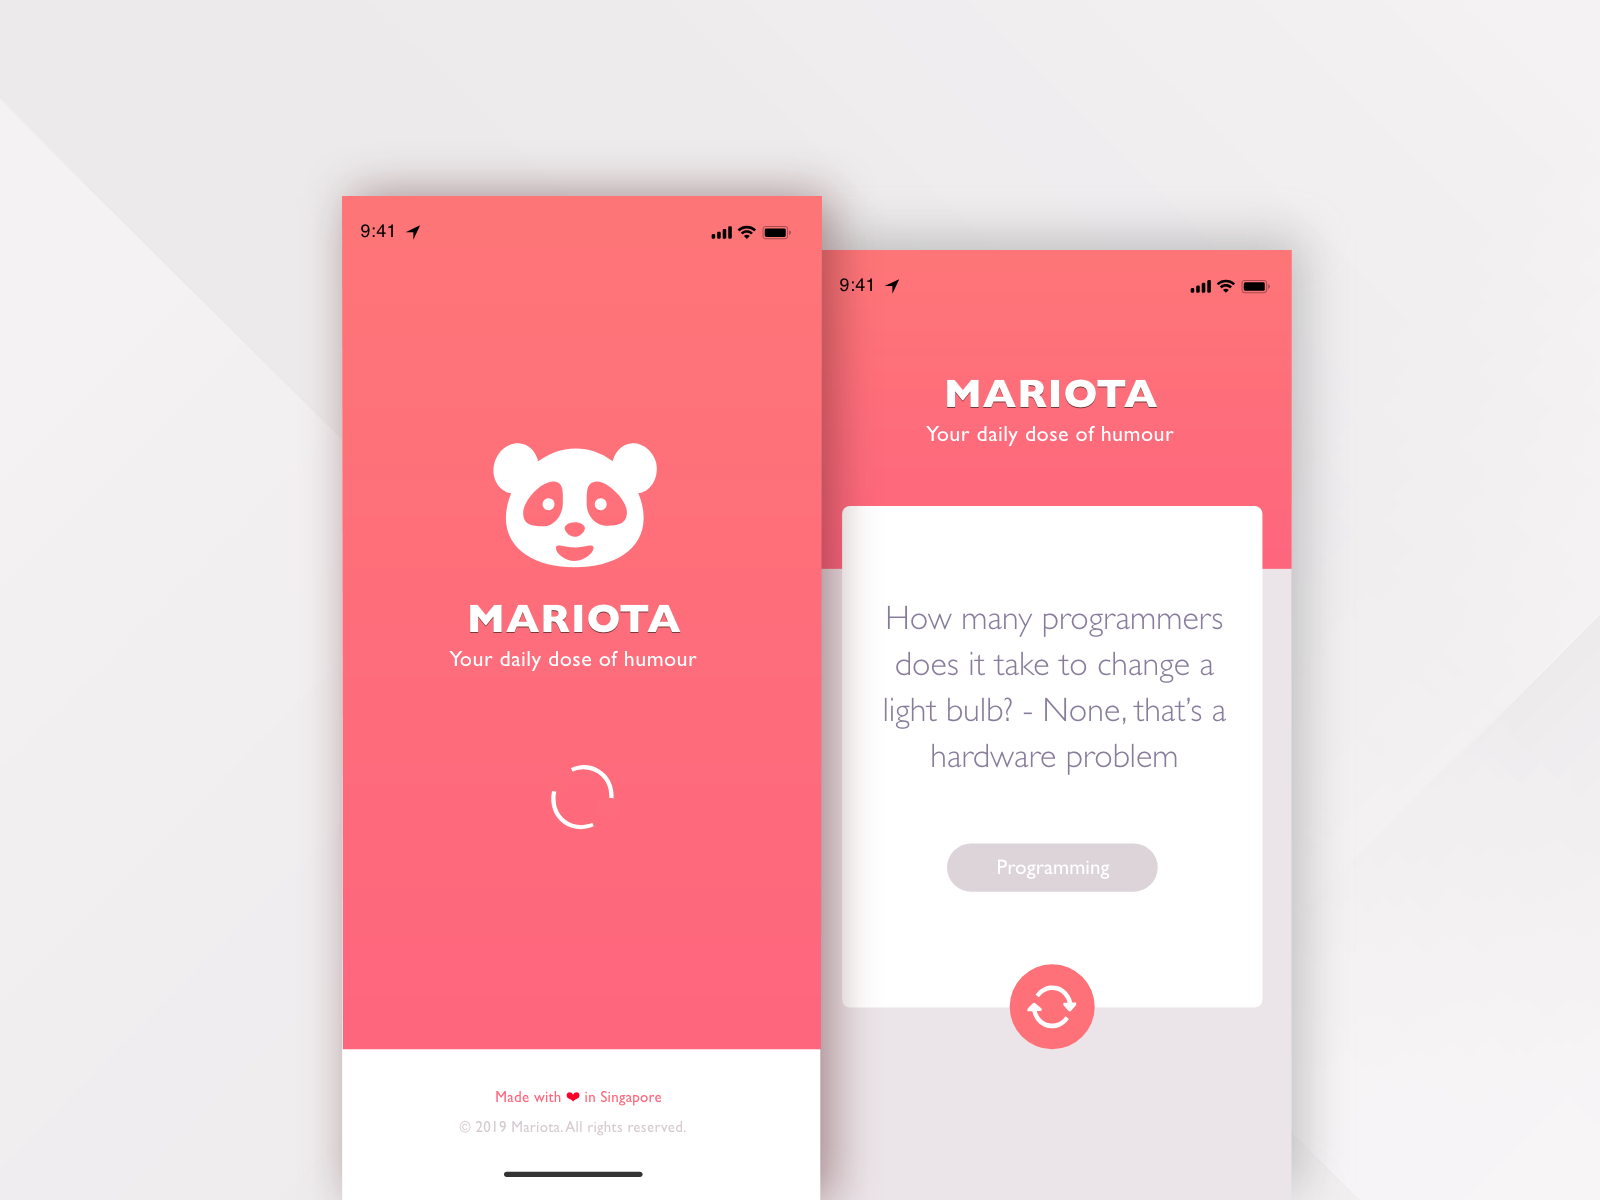 9:41
MARIOTA
Your daily dose of humour
Made with ❤ in Singapore
© 2019 Mariota. All rights reserved.
9:41
MARIOTA
Your daily dose of humour
How many programmers
does it take to change a
light bulb? - None, that's a
hardware problem
Programming